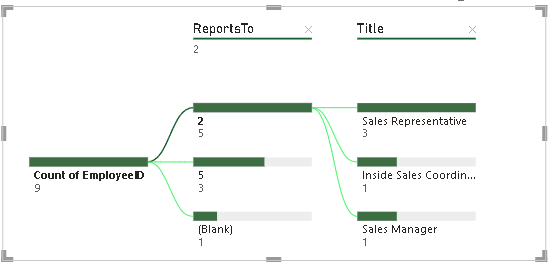 ReportsTo
2
Title
2
5
Sales Representative
3
Count of EmployeeID
9
5
3
Inside Sales Coordin...
1
(Blank)
1
Sales Manager
1